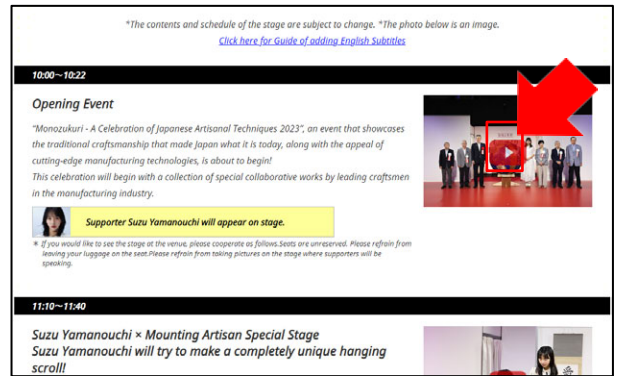 *The contents and schedule of the stage are subject to change. *The photo below is an image.
Click here for Guide of adding English Subtitles
10:00～10:22
Opening Event
"Monozukuri - A Celebration of Japanese Artisanal Techniques 2023", an event that showcases
the traditional craftsmanship that made Japan what it is today, along with the appeal of
cutting-edge manufacturing technologies, is about to begin!
This celebration will begin with a collection of special collaborative works by leading craftsmen
in the manufacturing industry.
Supporter Suzu Yamanouchi will appear on stage.
* If you would like to see the stage at the venue, please cooperate as follows.Seats are unreserved. Please refrain from
leaving your luggage on the seat.Please refrain from taking pictures on the stage where supporters will be
speaking.
11:10～11:40
Suzu Yamanouchi × Mounting Artisan Special Stage
Suzu Yamanouchi will try to make a completely unique hanging
scroll!